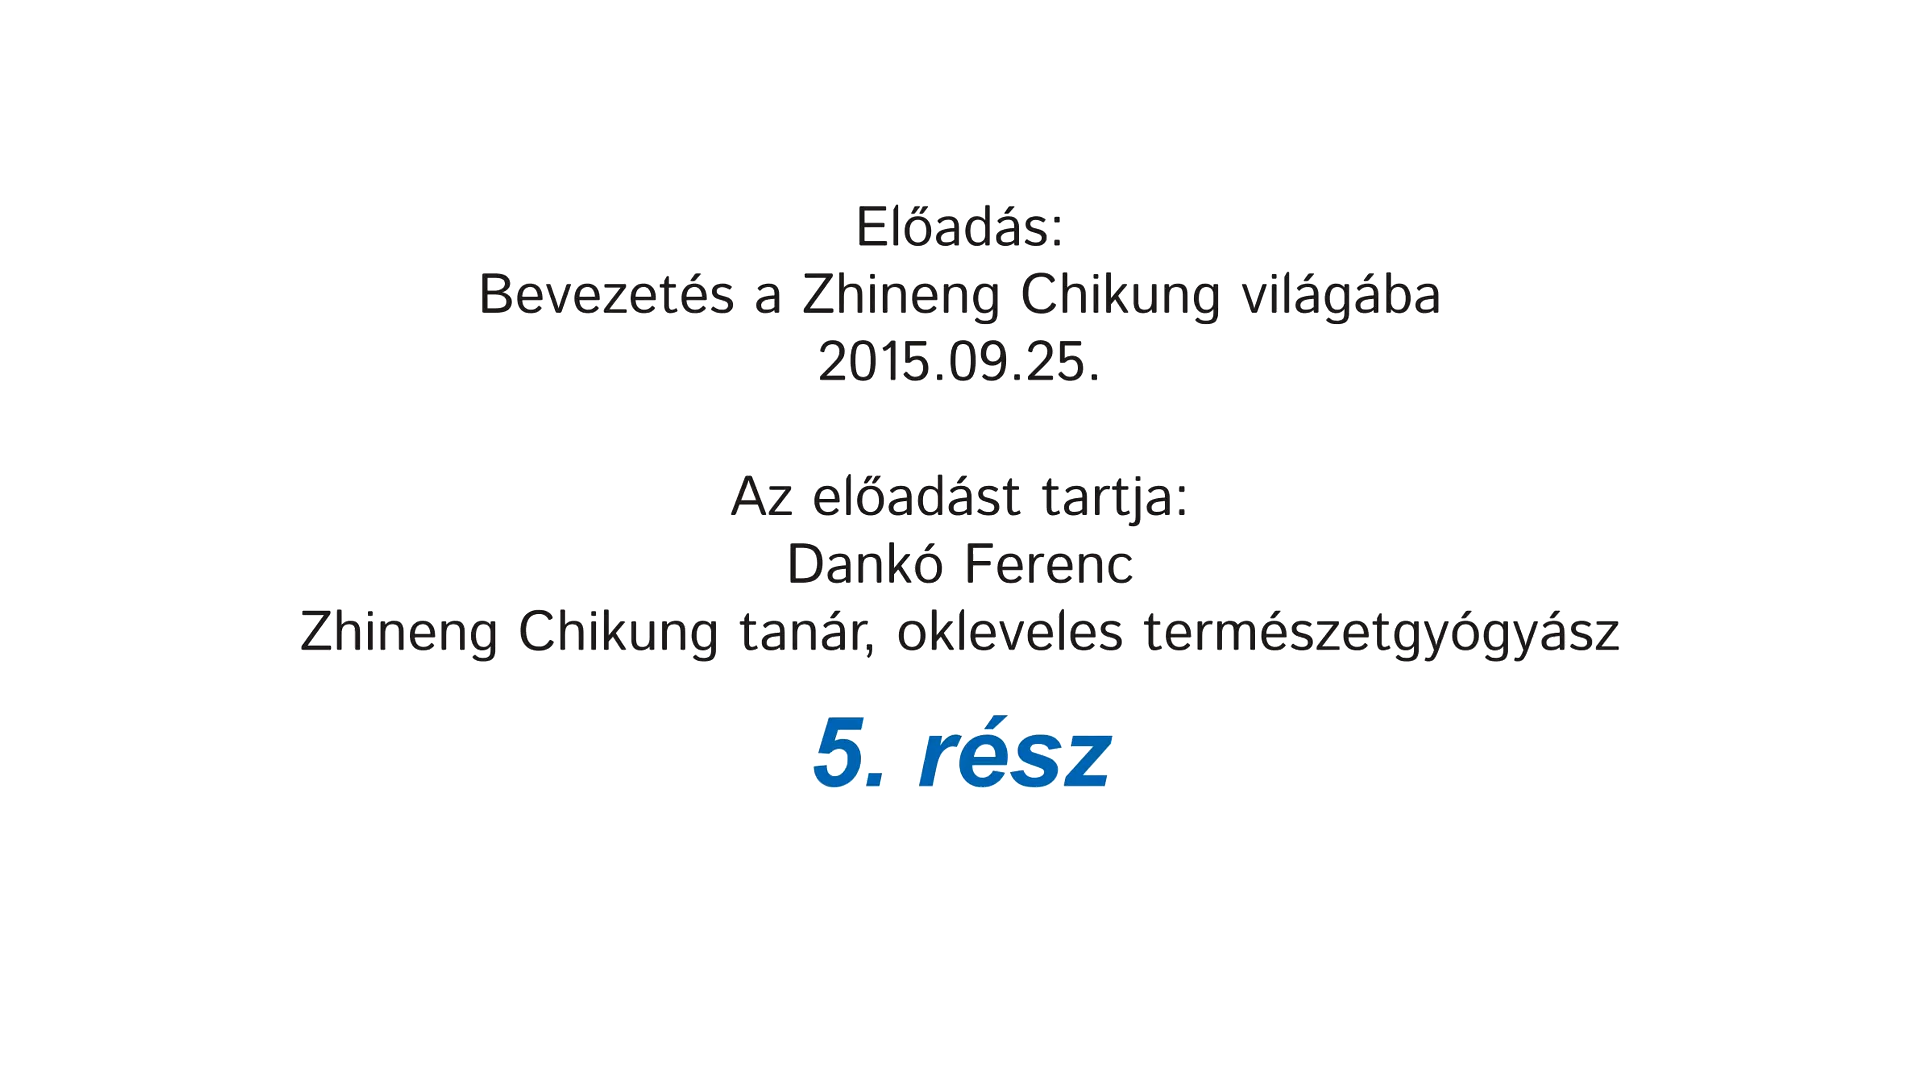 Előadás:
Bevezetés a Zhineng Chikung világába
2015.09.25.
Az előadást tartja:
Dankó Ferenc
Zhineng Chikung tanár, okleveles természetgyógyász
5. rész